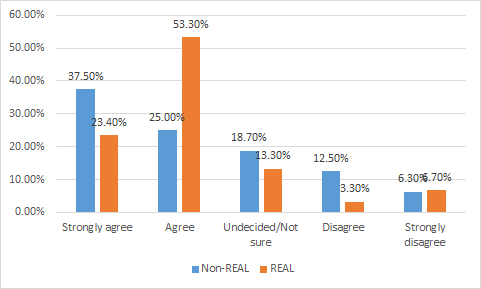 60.00%
53.30%
50.00%
40.00%
37.50%
30.00%
25.00%
23.40%
20.00%
18.70%
13.30%
12.50%
10.00%
6.30%
6.70%
3.30%
0.00%
Strongly agree
Agree
Undecided/Not
sure
Disagree
Strongly
disagree
Non-REAL
REAL